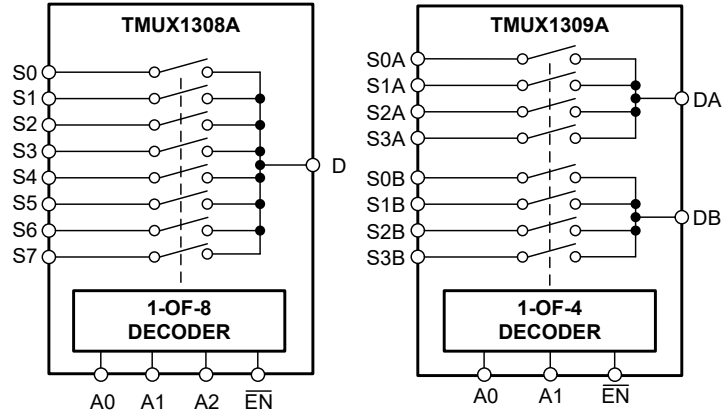 TMUX1308A
S0
S1
S2
S3
S4
S5
S6
S7
D
1-OF-8
DECODER
A0 A1 A2 EN
TMUX1309A
S0A
S1A
S2A
S3A
S0B
S1B
S2B
S3B
DA
DB
1-OF-4
DECODER
A0 A1 EN